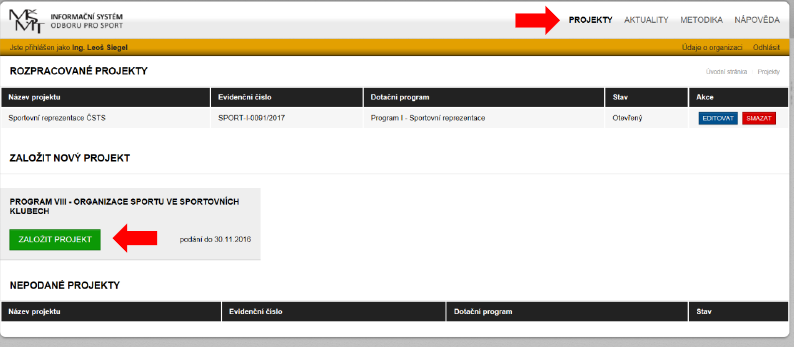 MŠMT INFORMAČNÍ SYSTÉM
ODBORU PRO SPORT
PROJEKTY AKTUALITY METODIKA NÁPOVĚDA
Jste přihlášen jako Ing. Leoš Siegel Údaje o organizaci Odhlásit
ROZPRACOVANÉ PROJEKTY Úvodní stránka Projekty
Název projektu Evidenční číslo Dotační program Stav Akce
Sportovní reprezentace ČSTS SPORT-I-0091/2017 Program I - Sportovní reprezentace Otevřený EDITOVAT SMAZAT
ZALOŽIT NOVÝ PROJEKT
PROGRAM VIII - ORGANIZACE SPORTU VE SPORTOVNÍCH
KLUBECH
ZALOŽIT PROJEKT podání do 30.11.2016
NEPODANÉ PROJEKTY
Název projektu Evidenční číslo Dotační program Stav